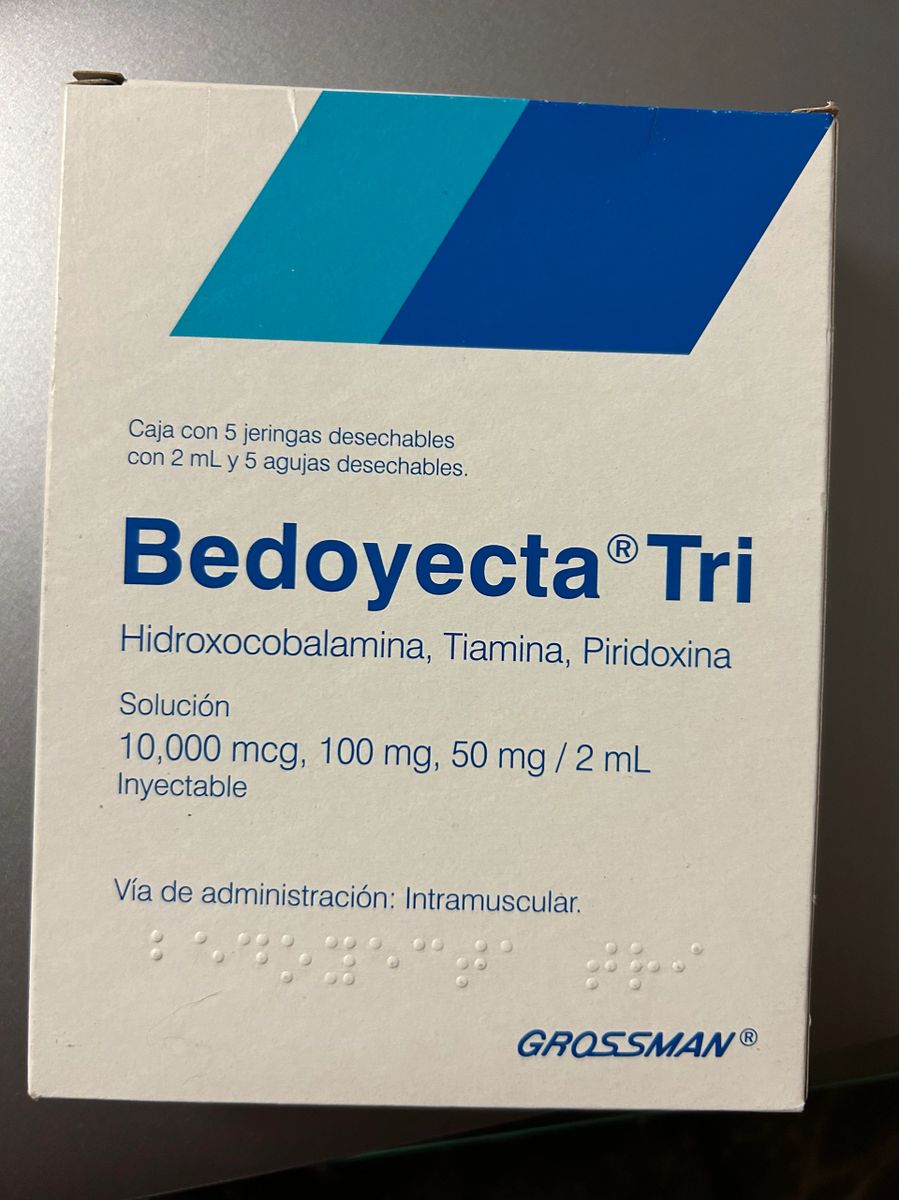 Caja con 5 jeringas desechables
con 2 mL y 5 agujas desechables.
Bedoyecta® Tri
Hidroxocobalamina, Tiamina, Piridoxina
Solución
10,000 mcg, 100 mg, 50 mg / 2 mL
Inyectable
Vía de administración: Intramuscular.
GROSSMAN®